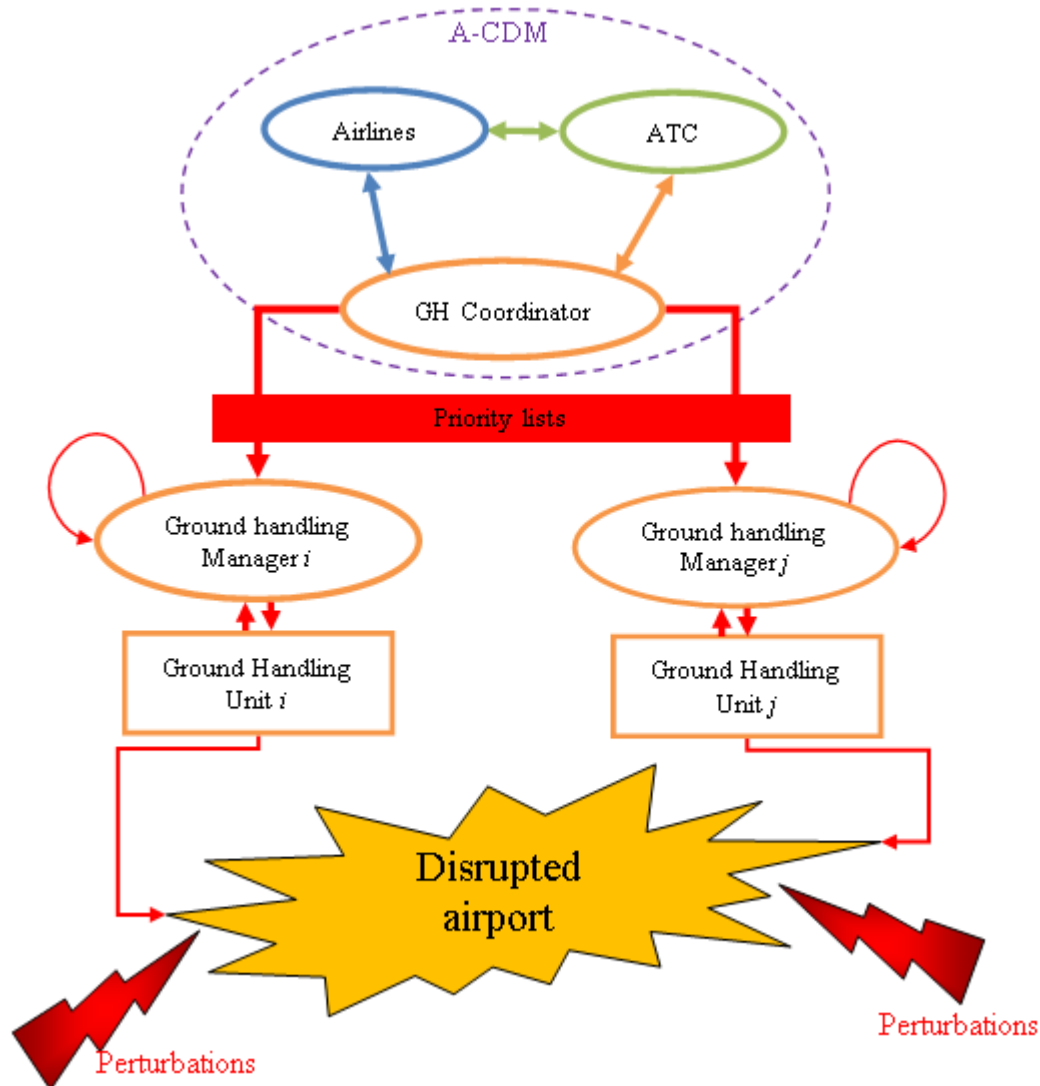 A-CDM
Airlines
ATC
GH Coordinator
Priority lists
Ground handling
Manager i
Ground handling
Manager j
Ground Handling
Unit i
Ground Handling
Unit j
Disrupted
airport
Perturbations
Perturbations